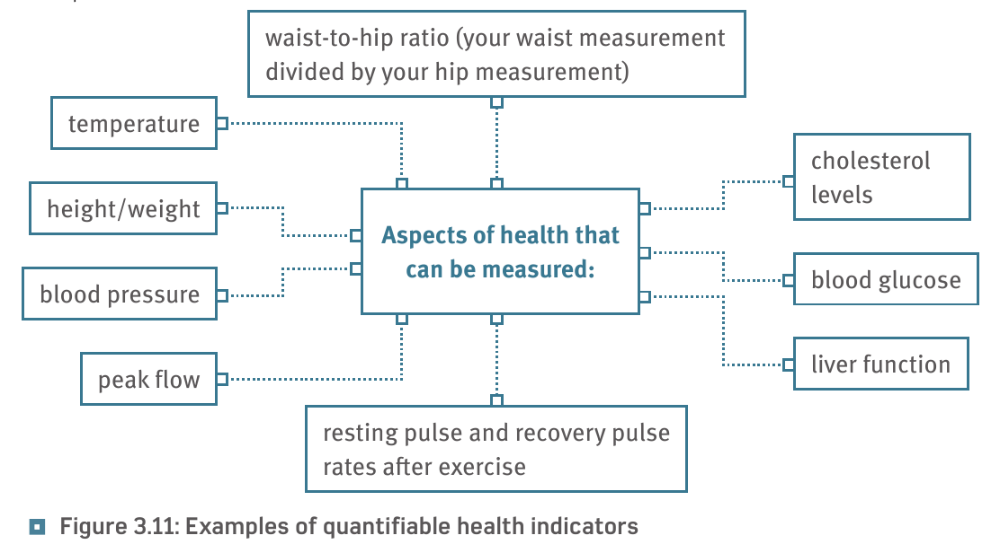 waist-to-hip ratio (your waist measurement
divided by your hip measurement)
temperature
height/weight
blood pressure
peak flow
Aspects of health that
can be measured:
cholesterol
levels
blood glucose
liver function
resting pulse and recovery pulse
rates after exercise
Figure 3.11: Examples of quantifiable health indicators